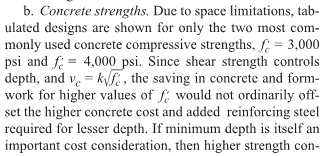 b. Concrete strengths. Due to space limitations, tab-
ulated designs are shown for only the two most com-
monly used concrete compressive strengths, f′c = 3,000
psi and f′c = 4,000 psi. Since shear strength controls
depth, and vc = k√f′c, the saving in concrete and form-
work for higher values of f′c would not ordinarily off-
set the higher concrete cost and added reinforcing steel
required for lesser depth. If minimum depth is itself an
important cost consideration, then higher strength con-